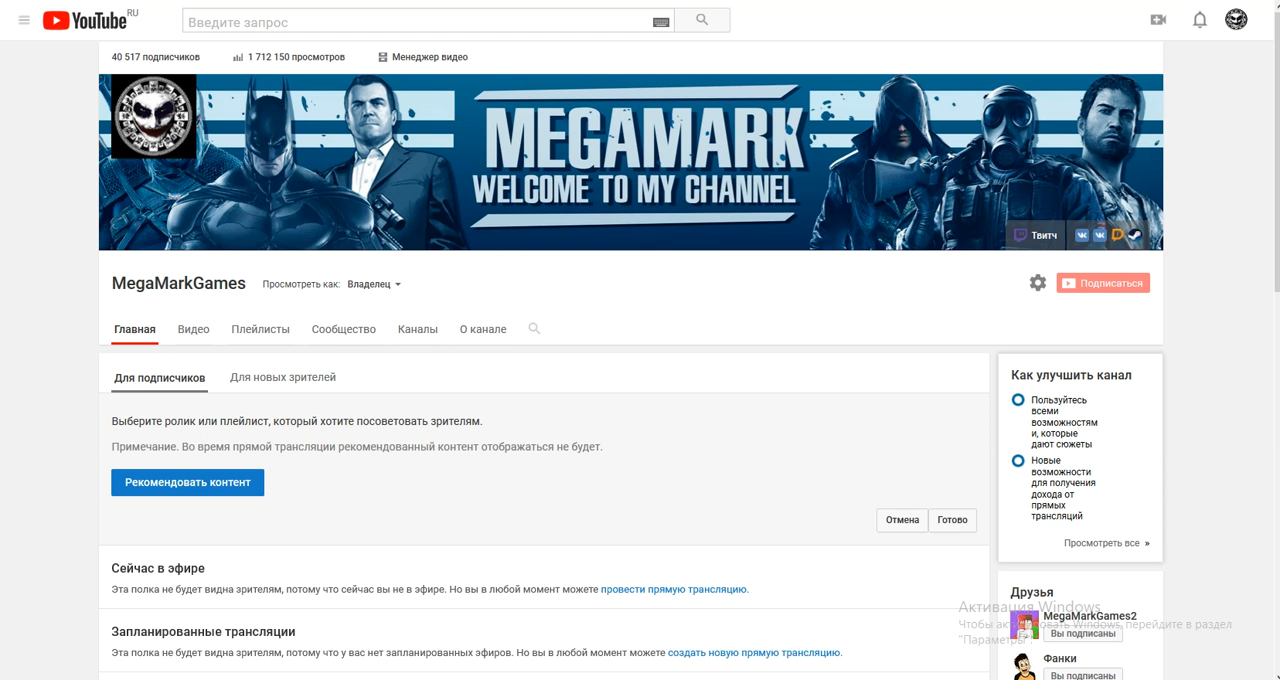 YouTube RU
Введите запрос
40 517 подписчиков
1 712 150 просмотров
Менеджер видео
MEGAMARK
WELCOME TO MY CHANNEL
Твитч
MegaMarkGames
Просмотреть как: Владелец
Подписаться
Главная
Видео
Плейлисты
Сообщество
Каналы
О канале
Для подписчиков
Для новых зрителей
Выберите ролик или плейлист, который хотите посоветовать зрителям.
Примечание. Во время прямой трансляции рекомендованный контент отображаться не будет.
Рекомендовать контент
Отмена
Готово
Сейчас в эфире
Эта полка не будет видна зрителям, потому что сейчас вы не в эфире. Но вы в любой момент можете провести прямую трансляцию.
Запланированные трансляции
Эта полка не будет видна зрителям, потому что у вас нет запланированных эфиров. Но вы в любой момент можете создать новую прямую трансляцию.
Как улучшить канал
Пользуйтесь
всеми
возможностям
и, которые
дают сюжеты
Новые
возможности
для получения
дохода от
прямых
трансляций
Просмотреть все »
Друзья
MegaMarkGames2
Вы подписаны
Фанки
Вы подписаны
Активация Windows
Чтобы активировать Windows, перейдите в раздел
"Параметры".